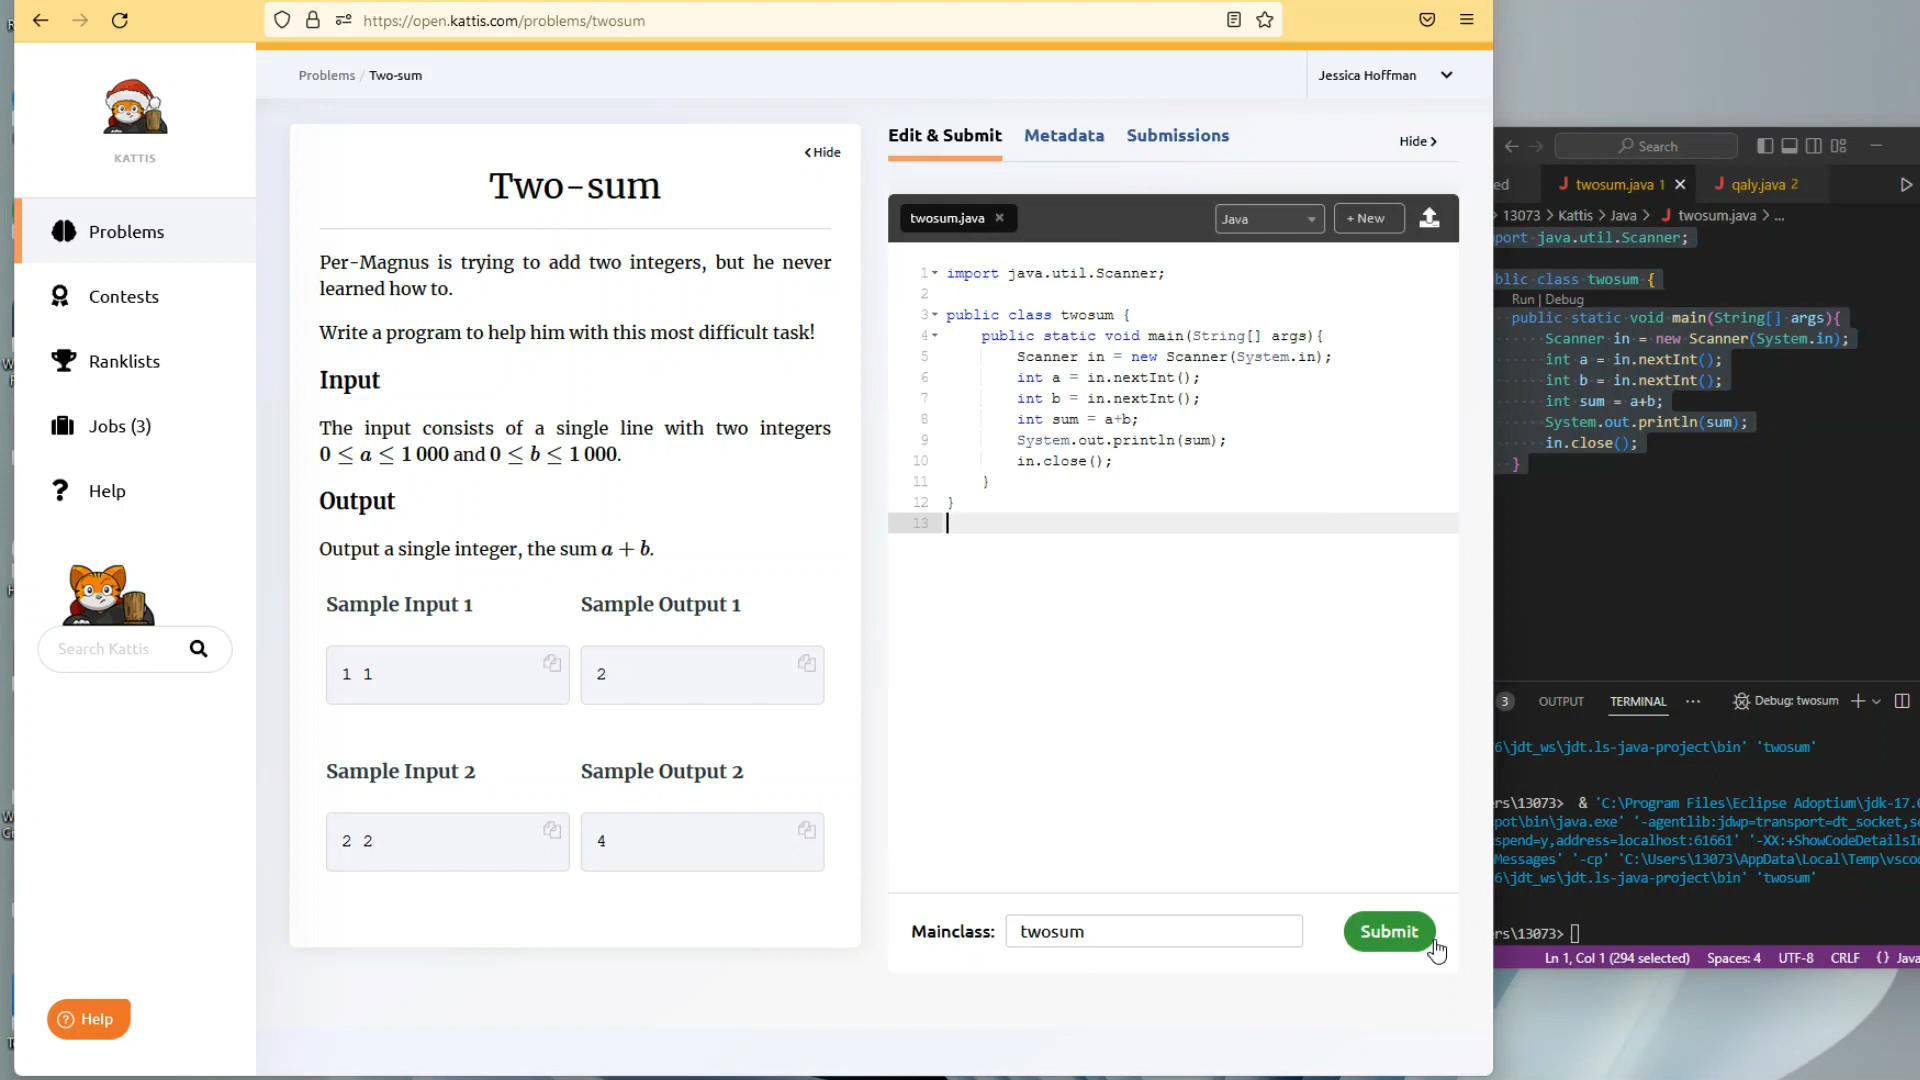 https://open.kattis.com/problems/twosum
KATTIS
Problems
Contests
Ranklists
Jobs (3)
Help
Search Kattis
Help
Problems / Two-sum
Jessica Hoffman
Hide
Two-sum
Per-Magnus is trying to add two integers, but he never
learned how to.
Write a program to help him with this most difficult task!
Input
The input consists of a single line with two integers
0 ≤ a ≤ 1 000 and 0 ≤ b ≤ 1 000.
Output
Output a single integer, the sum a + b.
Sample Input 1 Sample Output 1
1 1 2
Sample Input 2 Sample Output 2
2 2 4
Edit & Submit Metadata Submissions Hide
twosum.java Java + New
1 import java.util.Scanner;
2
3 public class twosum {
4 public static void main(String[] args){
5 Scanner in = new Scanner(System.in);
6 int a = in.nextInt();
7 int b = in.nextInt();
8 int sum = a+b;
9 System.out.println(sum);
10 in.close();
11 }
12 }
13
Mainclass: twosum Submit
Search
ed twosum.java 1 qaly.java 2
13073 > Kattis > Java > twosum.java > ...
port java.util.Scanner;
blic class twosum {
Run | Debug
public static void main(String[] args){
Scanner in = new Scanner(System.in);
int a = in.nextInt();
int b = in.nextInt();
int sum = a+b;
System.out.println(sum);
in.close();
}
3 OUTPUT TERMINAL ... Debug: twosum
6\jdt_ws\jdt.ls-java-project\bin' 'twosum'
ers\13073> & 'C:\Program Files\Eclipse Adoptium\jdk-17.0
pot\bin\java.exe' '-agentlib:jdwp=transport=dt_socket,se
spend=y,address=localhost:61661' '-XX:+ShowCodeDetailsIn
Messages' '-cp' 'C:\Users\13073\AppData\Local\Temp\vscod
6\jdt_ws\jdt.ls-java-project\bin' 'twosum'
ers\13073>
Ln 1, Col 1 (294 selected) Spaces: 4 UTF-8 CRLF {} Java